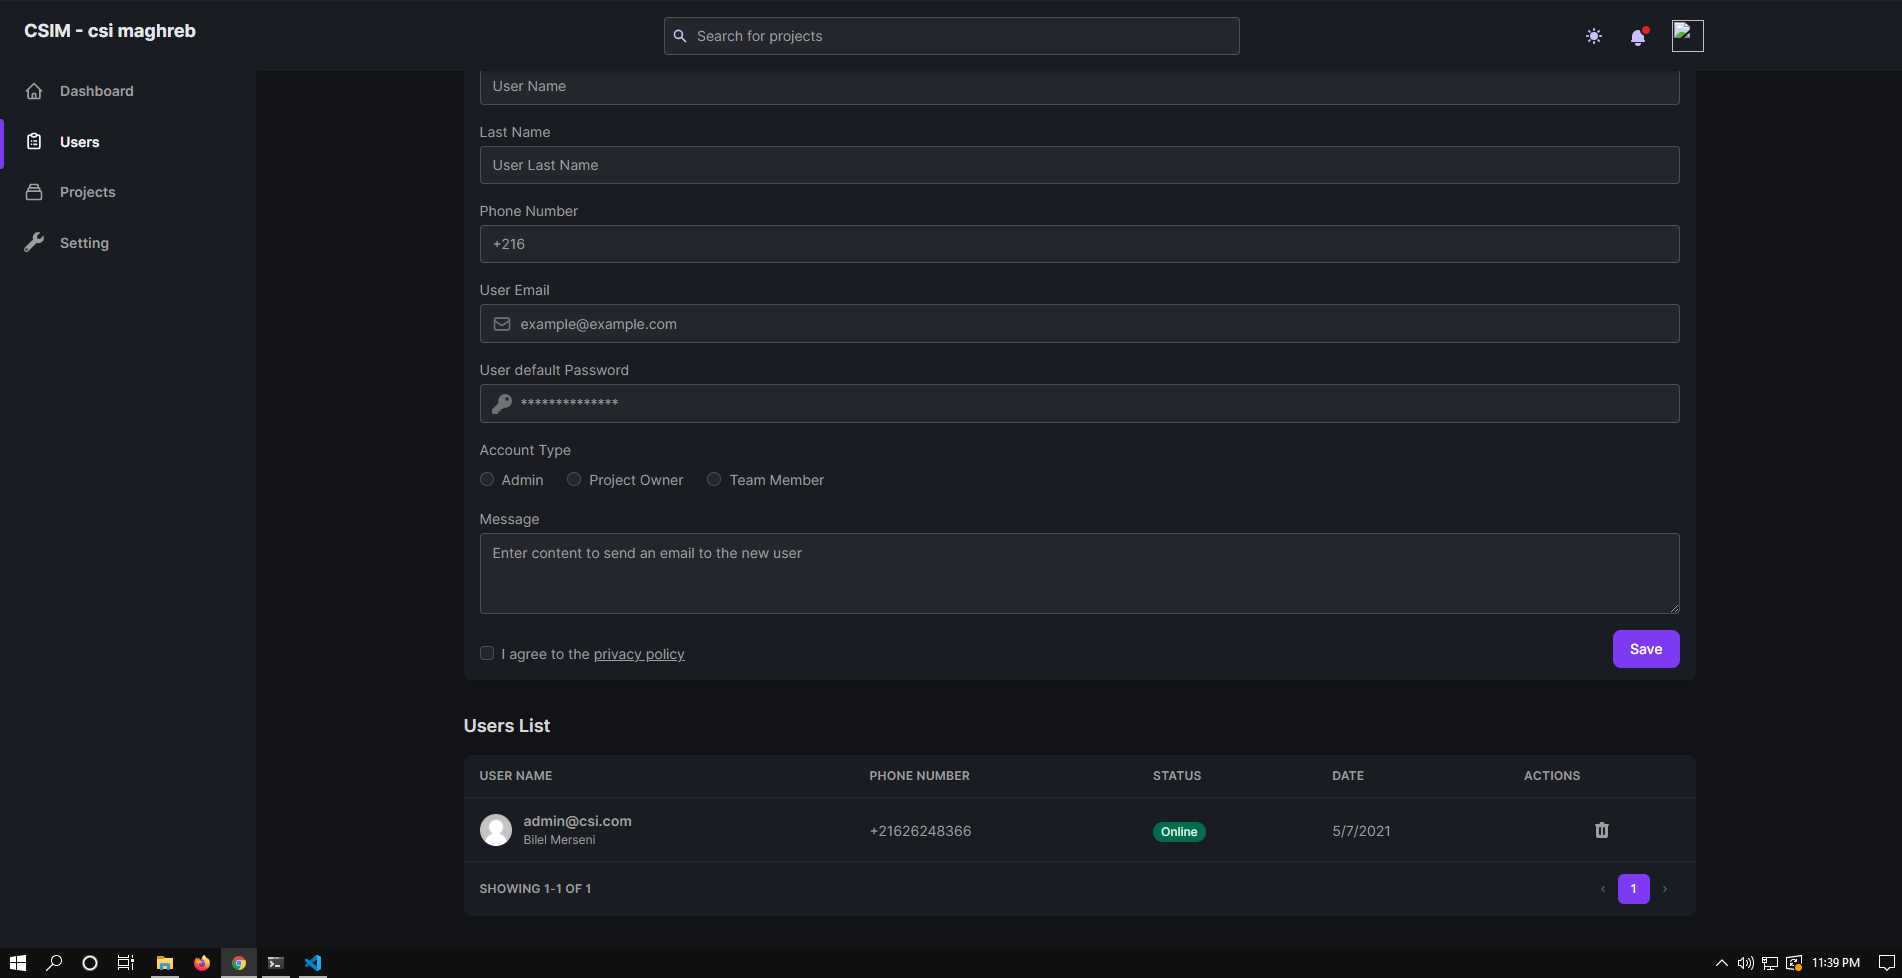 CSIM - csi maghreb
Search for projects
Dashboard
Users
Projects
Setting
User Name
Last Name
User Last Name
Phone Number
+216
User Email
example@example.com
User default Password
**************
Account Type
Admin Project Owner Team Member
Message
Enter content to send an email to the new user
I agree to the privacy policy
Save
Users List
USER NAME PHONE NUMBER STATUS DATE ACTIONS
admin@csi.com
Bilel Merseni
+21626248366 Online 5/7/2021
SHOWING 1-1 OF 1
1
11:39 PM